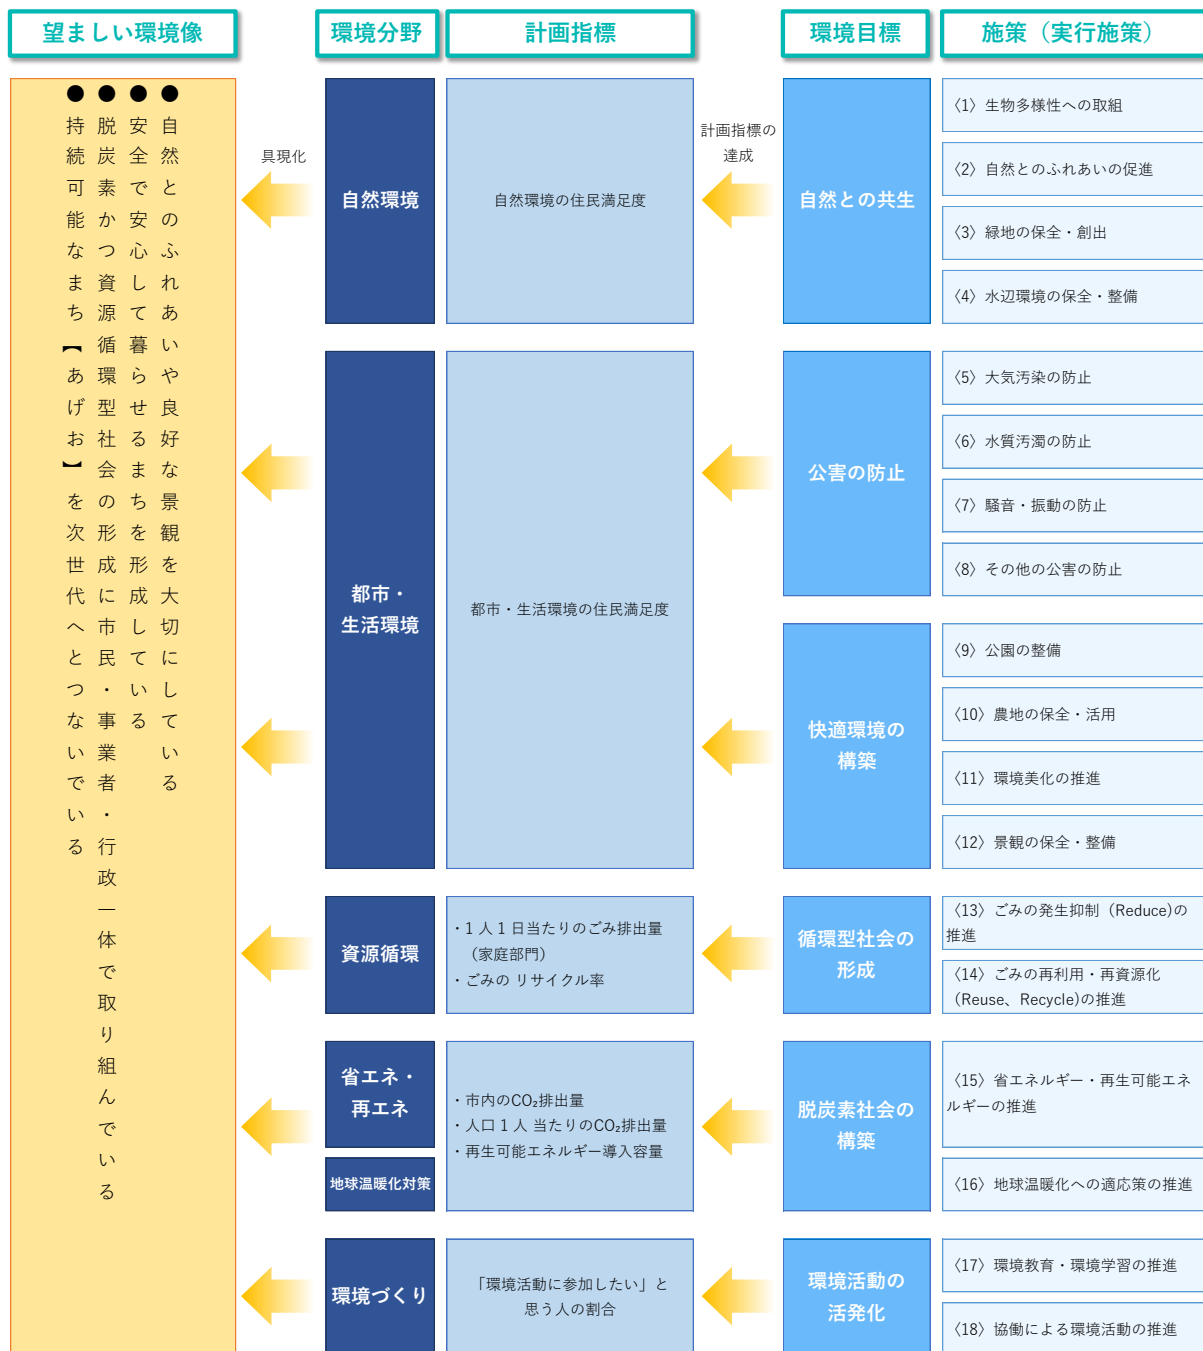 望ましい環境像
環境分野
計画指標
環境目標
施策（実行施策）
●自然とのふれあいや良好な景観を大切にしている
●安全で安心して暮らせるまちを形成している
●脱炭素かつ資源循環型社会の形成に市民・事業者・行政一体で取り組んでいる
●持続可能なまち【あげお】を次世代へとつないでいる
具現化
自然環境
自然環境の住民満足度
計画指標の
達成
自然との共生
〈1〉生物多様性への取組
〈2〉自然とのふれあいの促進
〈3〉緑地の保全・創出
〈4〉水辺環境の保全・整備
都市・
生活環境
都市・生活環境の住民満足度
公害の防止
〈5〉大気汚染の防止
〈6〉水質汚濁の防止
〈7〉騒音・振動の防止
〈8〉その他の公害の防止
快適環境の
構築
〈9〉公園の整備
〈10〉農地の保全・活用
〈11〉環境美化の推進
〈12〉景観の保全・整備
資源循環
・1 人 1 日当たりのごみ排出量
（家庭部門）
・ごみの リサイクル率
循環型社会の
形成
〈13〉ごみの発生抑制（Reduce)の
推進
〈14〉ごみの再利用・再資源化
(Reuse、Recycle)の推進
省エネ・
再エネ
地球温暖化対策
・市内のCO₂排出量
・人口 1 人 当たりのCO₂排出量
・再生可能エネルギー導入容量
脱炭素社会の
構築
〈15〉省エネルギー・再生可能エネ
ルギーの推進
〈16〉地球温暖化への適応策の推進
環境づくり
「環境活動に参加したい」と
思う人の割合
環境活動の
活発化
〈17〉環境教育・環境学習の推進
〈18〉協働による環境活動の推進